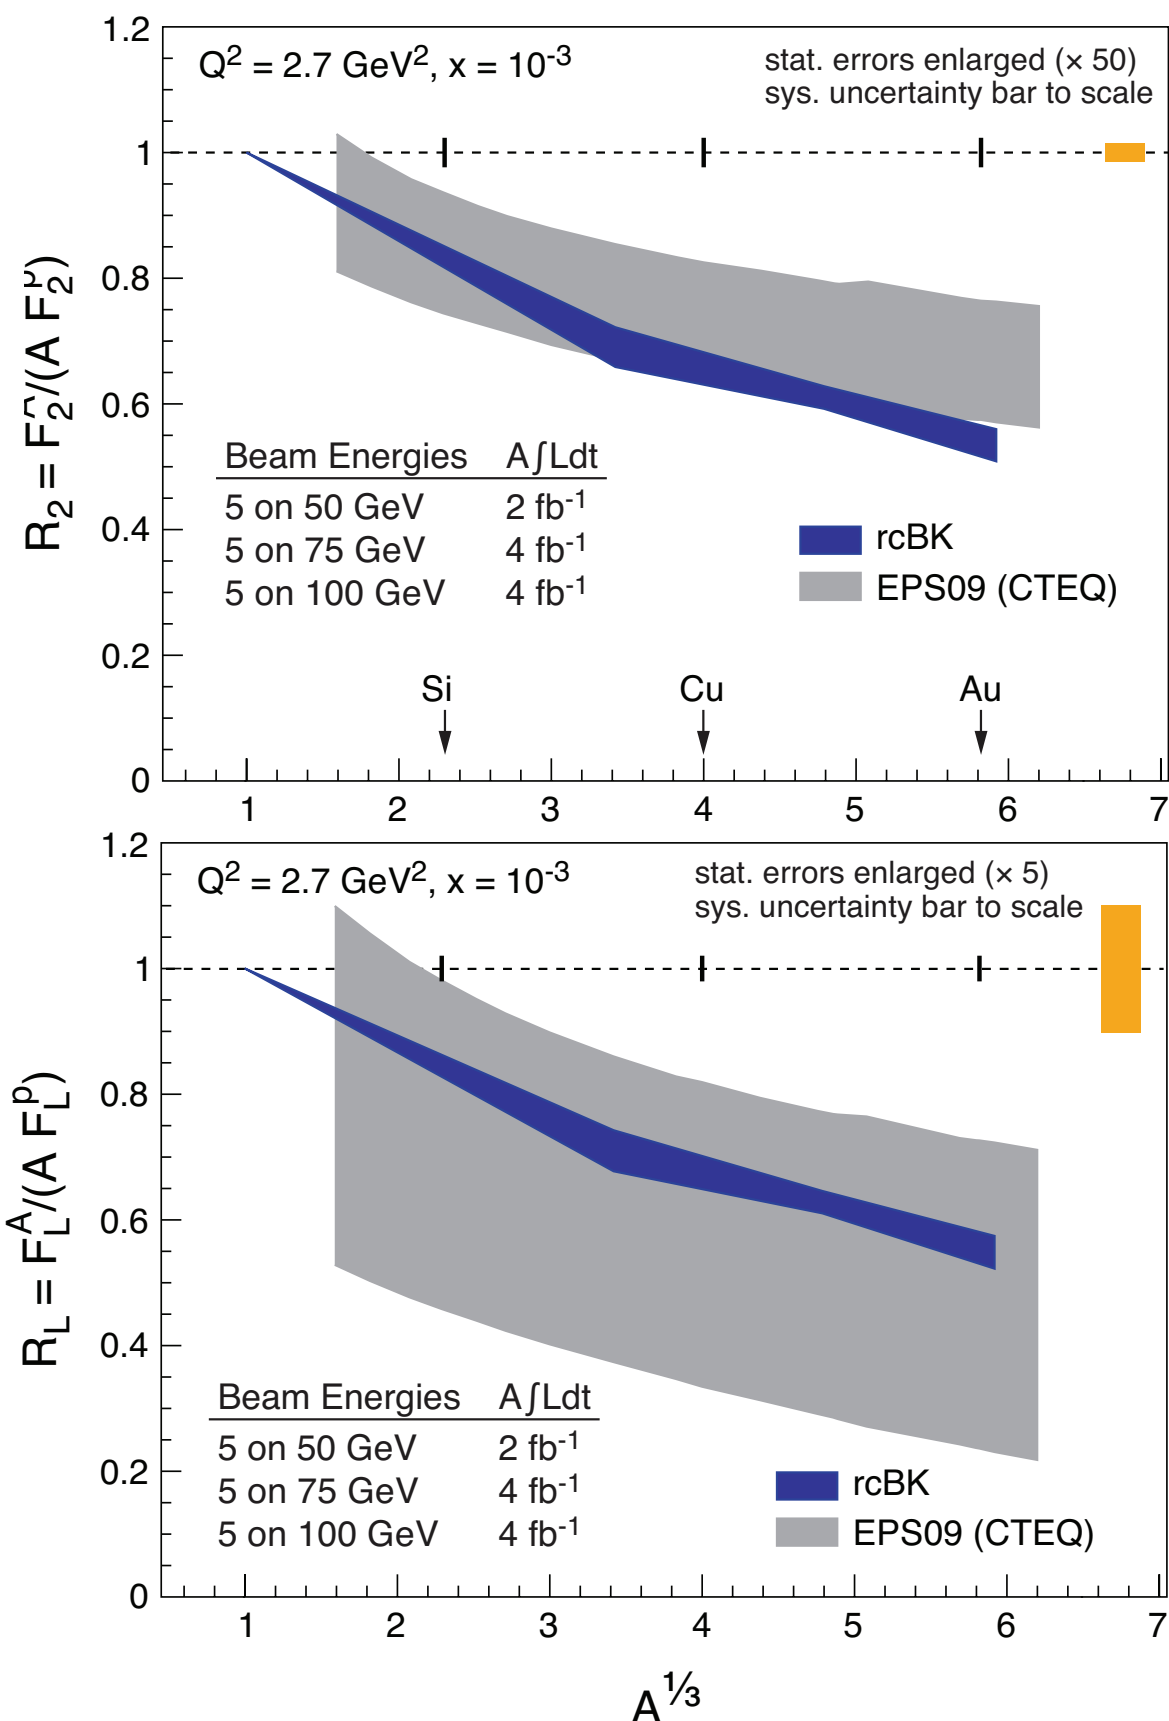 1.2
Q² = 2.7 GeV², x = 10⁻³
stat. errors enlarged (× 50)
sys. uncertainty bar to scale
1
0.8
0.6
0.4
0.2
0
R₂ = F₂ᴬ/(A F₂ᵖ)
Beam Energies A∫Ldt
5 on 50 GeV 2 fb⁻¹
5 on 75 GeV 4 fb⁻¹
5 on 100 GeV 4 fb⁻¹
rcBK
EPS09 (CTEQ)
Si Cu Au
1 2 3 4 5 6 7
1.2
Q² = 2.7 GeV², x = 10⁻³
stat. errors enlarged (× 5)
sys. uncertainty bar to scale
1
0.8
0.6
0.4
0.2
0
R_L = F_L^A/(A F_L^p)
Beam Energies A∫Ldt
5 on 50 GeV 2 fb⁻¹
5 on 75 GeV 4 fb⁻¹
5 on 100 GeV 4 fb⁻¹
rcBK
EPS09 (CTEQ)
1 2 3 4 5 6 7
A^⅓